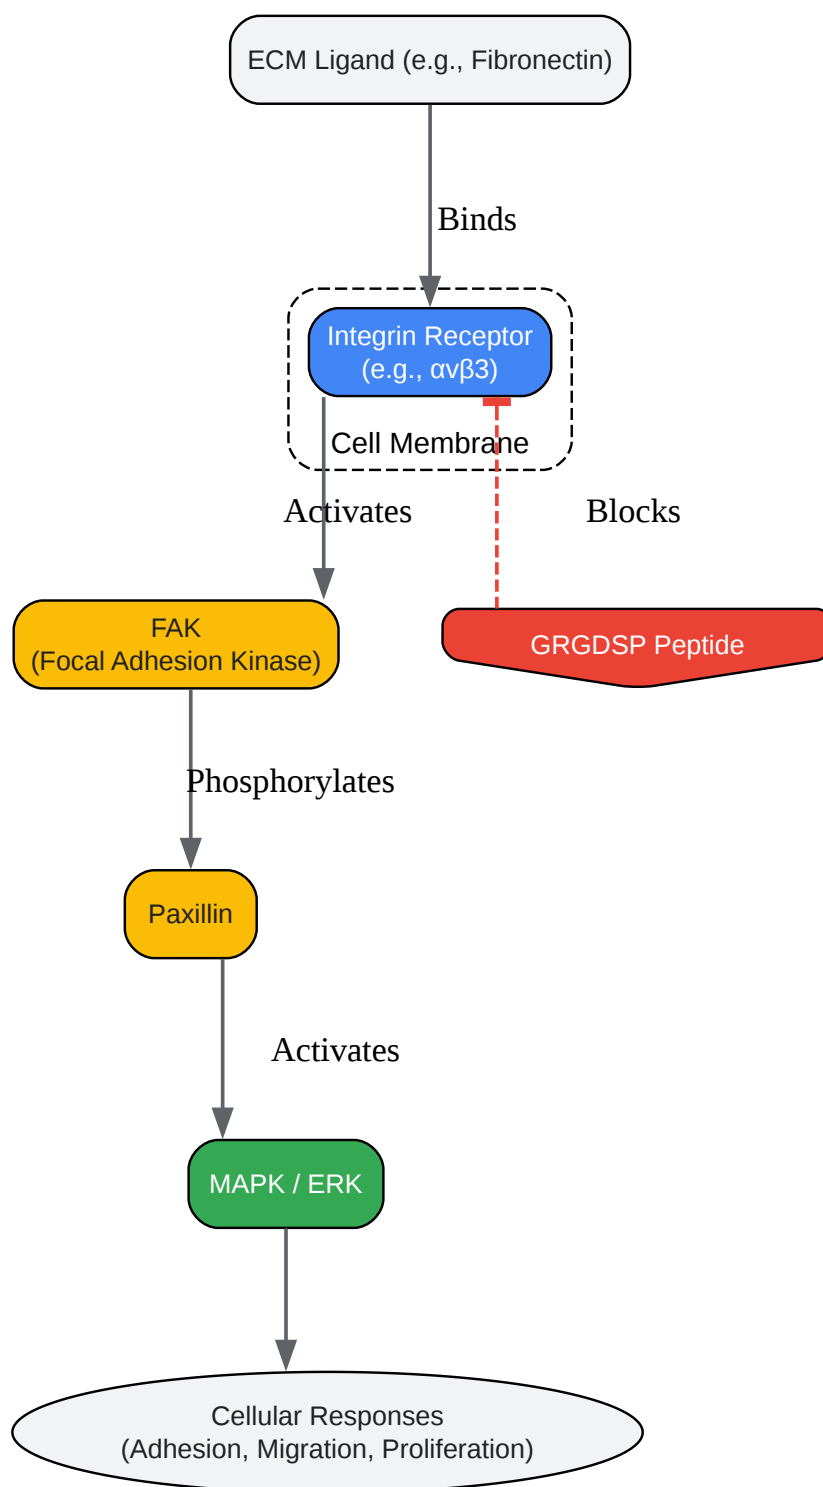 ECM Ligand (e.g., Fibronectin)
Binds
Integrin Receptor
(e.g., αvβ3)
Cell Membrane
Activates
Blocks
FAK
(Focal Adhesion Kinase)
GRGDSP Peptide
Phosphorylates
Paxillin
Activates
MAPK / ERK
Cellular Responses
(Adhesion, Migration, Proliferation)